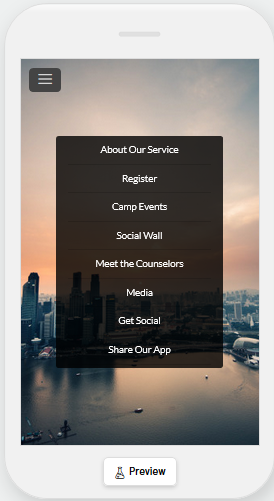 About Our Service
Register
Camp Events
Social Wall
Meet the Counselors
Media
Get Social
Share Our App
Preview